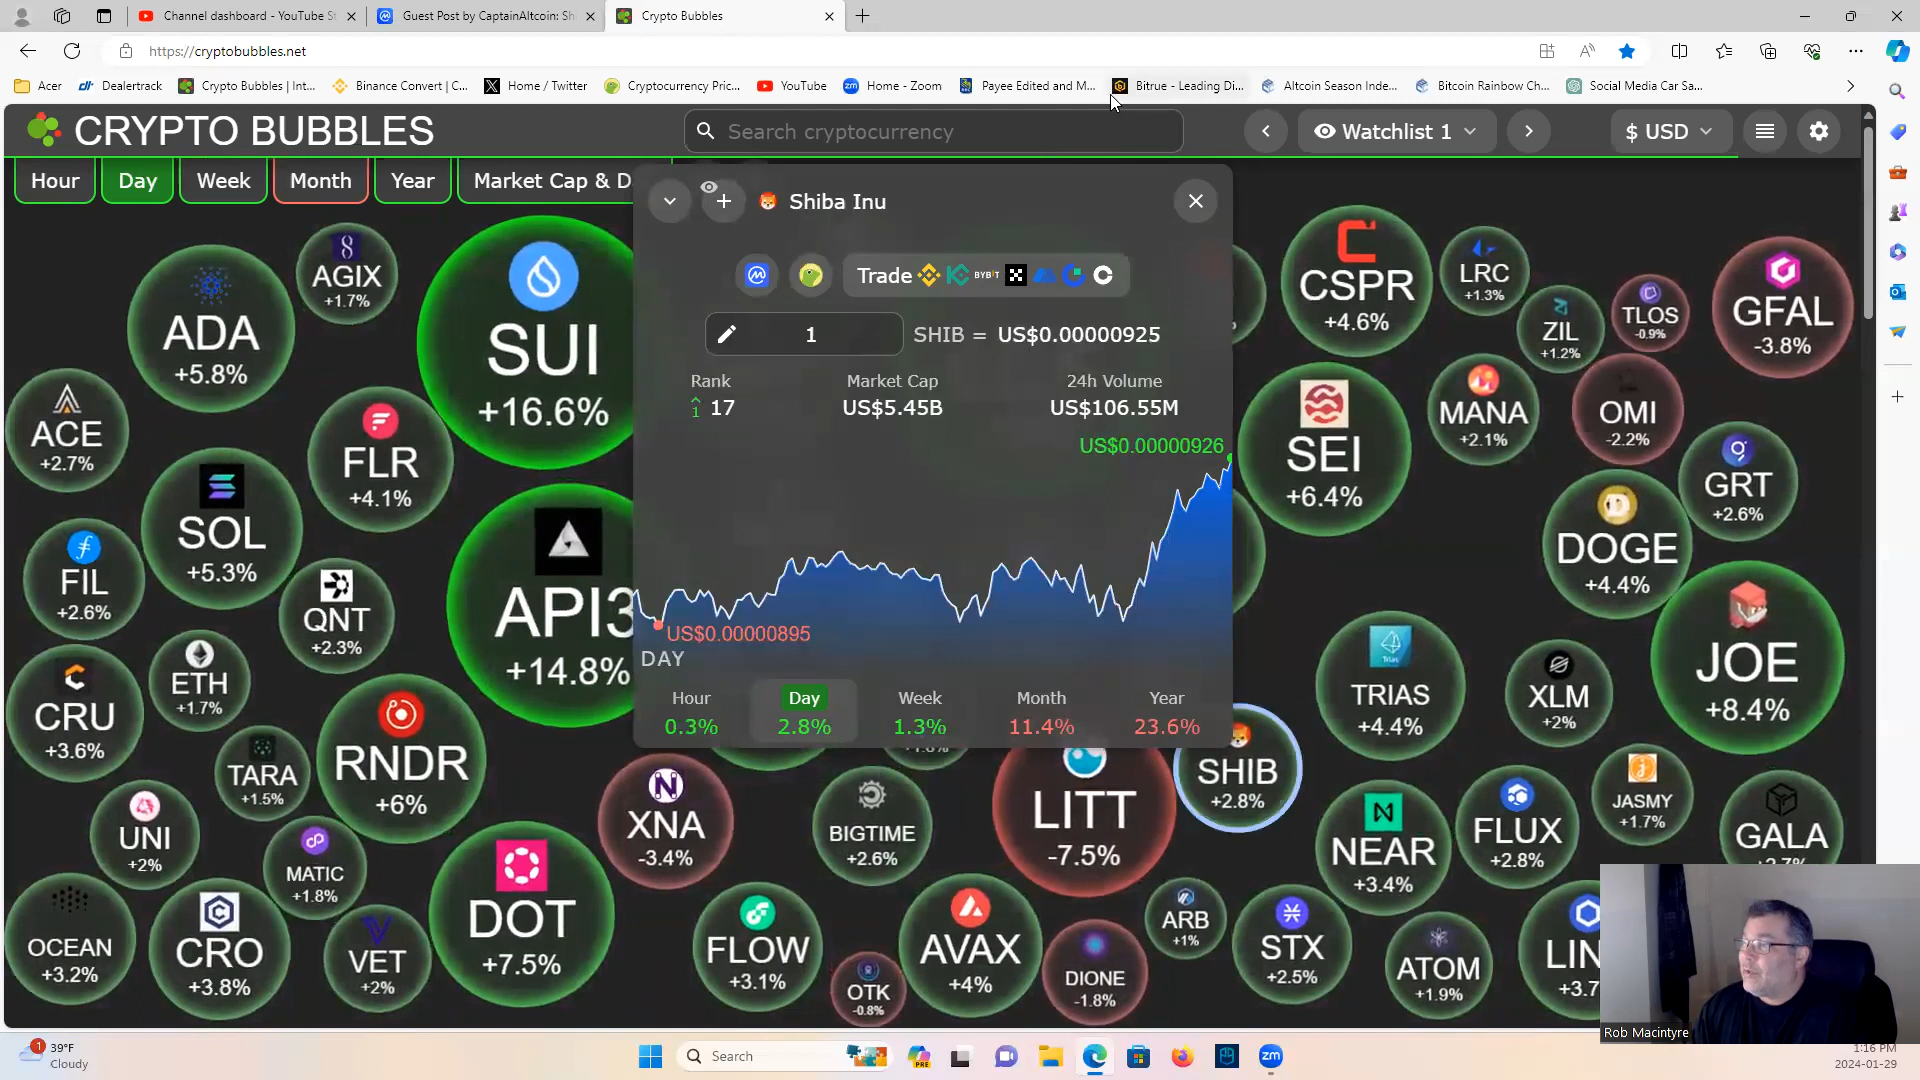 Channel dashboard - YouTube St
Guest Post by CaptainAltcoin: Sh
Crypto Bubbles
https://cryptobubbles.net
Acer
Dealertrack
Crypto Bubbles | Int...
Binance Convert | C...
Home / Twitter
Cryptocurrency Pric...
YouTube
Home - Zoom
Payee Edited and M...
Bitrue - Leading Di...
Altcoin Season Inde...
Bitcoin Rainbow Ch...
Social Media Car Sa...
CRYPTO BUBBLES
Search cryptocurrency
Watchlist 1
$ USD
Hour
Day
Week
Month
Year
Market Cap & D
Shiba Inu
Trade
BYBIT
1
SHIB = US$0.00000925
Rank
Market Cap
24h Volume
1 17
US$5.45B
US$106.55M
US$0.00000926
US$0.00000895
DAY
Hour
Day
Week
Month
Year
0.3%
2.8%
1.3%
11.4%
23.6%
ADA
+5.8%
AGIX
+1.7%
SUI
+16.6%
ACE
+2.7%
FLR
+4.1%
SOL
+5.3%
FIL
+2.6%
QNT
+2.3%
API3
+14.8%
ETH
+1.7%
CRU
+3.6%
RNDR
+6%
TARA
+1.5%
UNI
+2%
MATIC
+1.8%
OCEAN
+3.2%
CRO
+3.8%
VET
+2%
DOT
+7.5%
XNA
-3.4%
BIGTIME
+2.6%
FLOW
+3.1%
OTK
-0.8%
AVAX
+4%
LITT
-7.5%
DIONE
-1.8%
SHIB
+2.8%
ARB
+1%
STX
+2.5%
CSPR
+4.6%
LRC
+1.3%
ZIL
+1.2%
TLOS
-0.9%
GFAL
-3.8%
SEI
+6.4%
MANA
+2.1%
OMI
-2.2%
GRT
+2.6%
DOGE
+4.4%
JOE
+8.4%
TRIAS
Trias
+4.4%
XLM
+2%
NEAR
+3.4%
FLUX
+2.8%
JASMY
+1.7%
GALA
ATOM
+1.9%
LIN
+3.7
Rob Macintyre
1
39°F
Cloudy
Search
PRE
zm
1:16 PM
2024-01-29